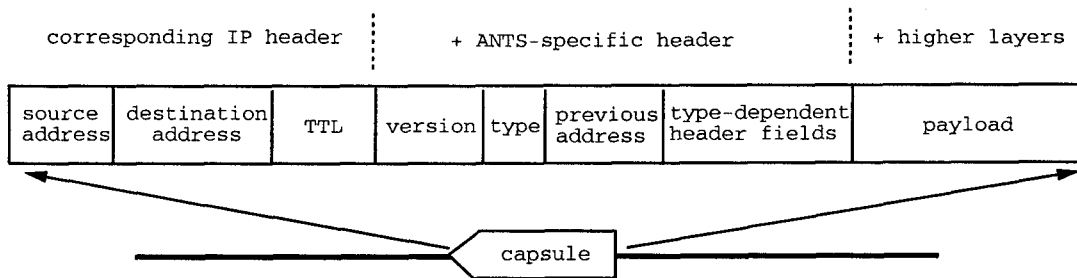 corresponding IP header + ANTS-specific header + higher layers
source address destination address TTL version type previous address type-dependent header fields payload
capsule